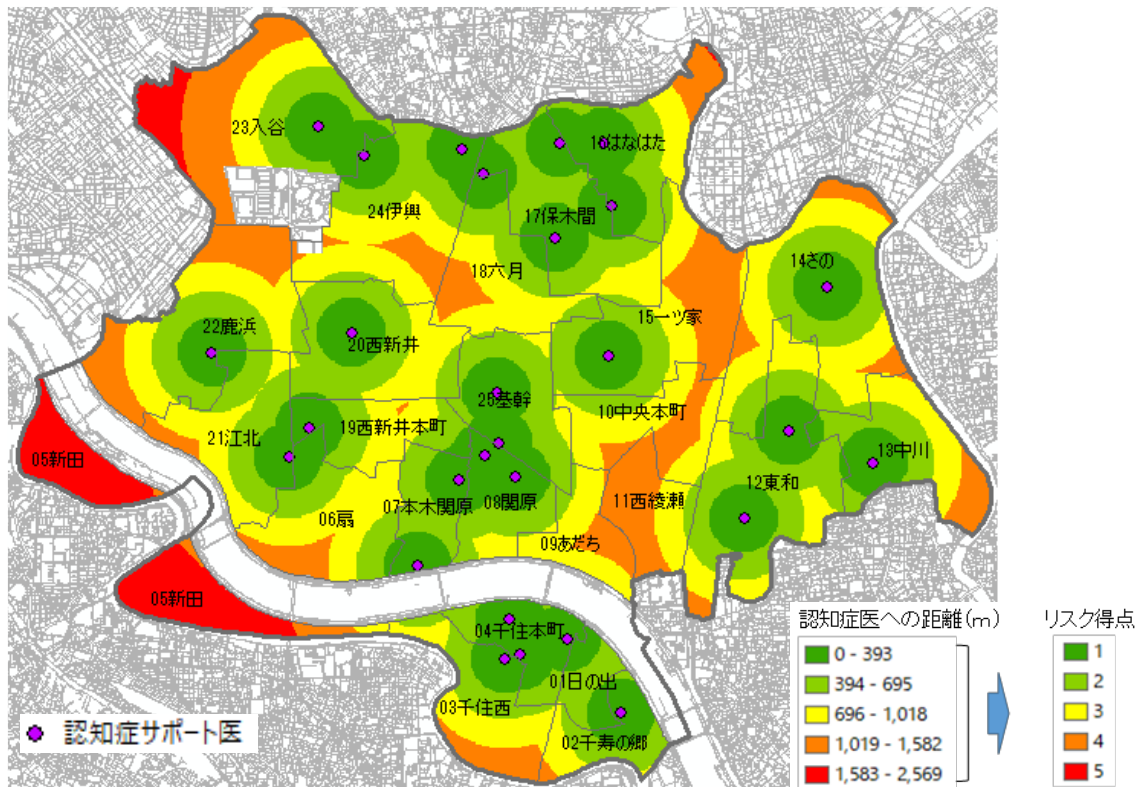 23入谷
16はなはた
24伊興
17保木間
18六月
14さの
15一ツ家
22鹿浜
20西新井
25基幹
10中央本町
19西新井本町
21江北
13中川
05新田
12東和
07本木関原
08関原
11西綾瀬
06扇
09あだち
05新田
04千住本町
01日の出
03千住西
02千寿の郷
認知症サポート医
認知症医への距離(m)
0 - 393
394 - 695
696 - 1,018
1,019 - 1,582
1,583 - 2,569
リスク得点
1
2
3
4
5